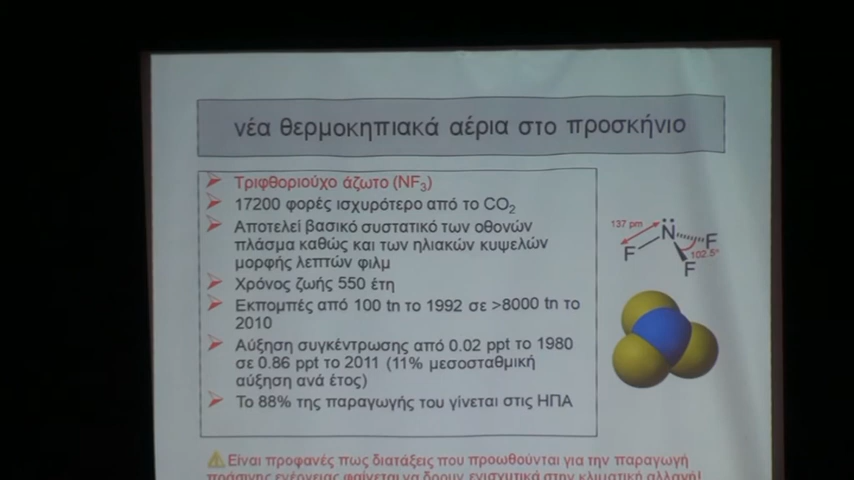 νέα θερμοκηπιακά αέρια στο προσκήνιο
Τριφθοριούχο άζωτο (NF₃)
17200 φορές ισχυρότερο από το CO₂
Αποτελεί βασικό συστατικό των οθονών
πλάσμα καθώς και των ηλιακών κυψελών
μορφής λεπτών φιλμ
Χρόνος ζωής 550 έτη
Εκπομπές από 100 tn το 1992 σε >8000 tn το
2010
Αύξηση συγκέντρωσης από 0.02 ppt το 1980
σε 0.86 ppt το 2011 (11% μεσοσταθμική
αύξηση ανά έτος)
Το 88% της παραγωγής του γίνεται στις ΗΠΑ
137 pm
N
F
F
102.5°
F
Είναι προφανές πως διατάξεις που προωθούνται για την παραγωγή
πράσινης ενέργειας φαίνεται να δρουν ενισχυτικά στην κλιματική αλλαγή!